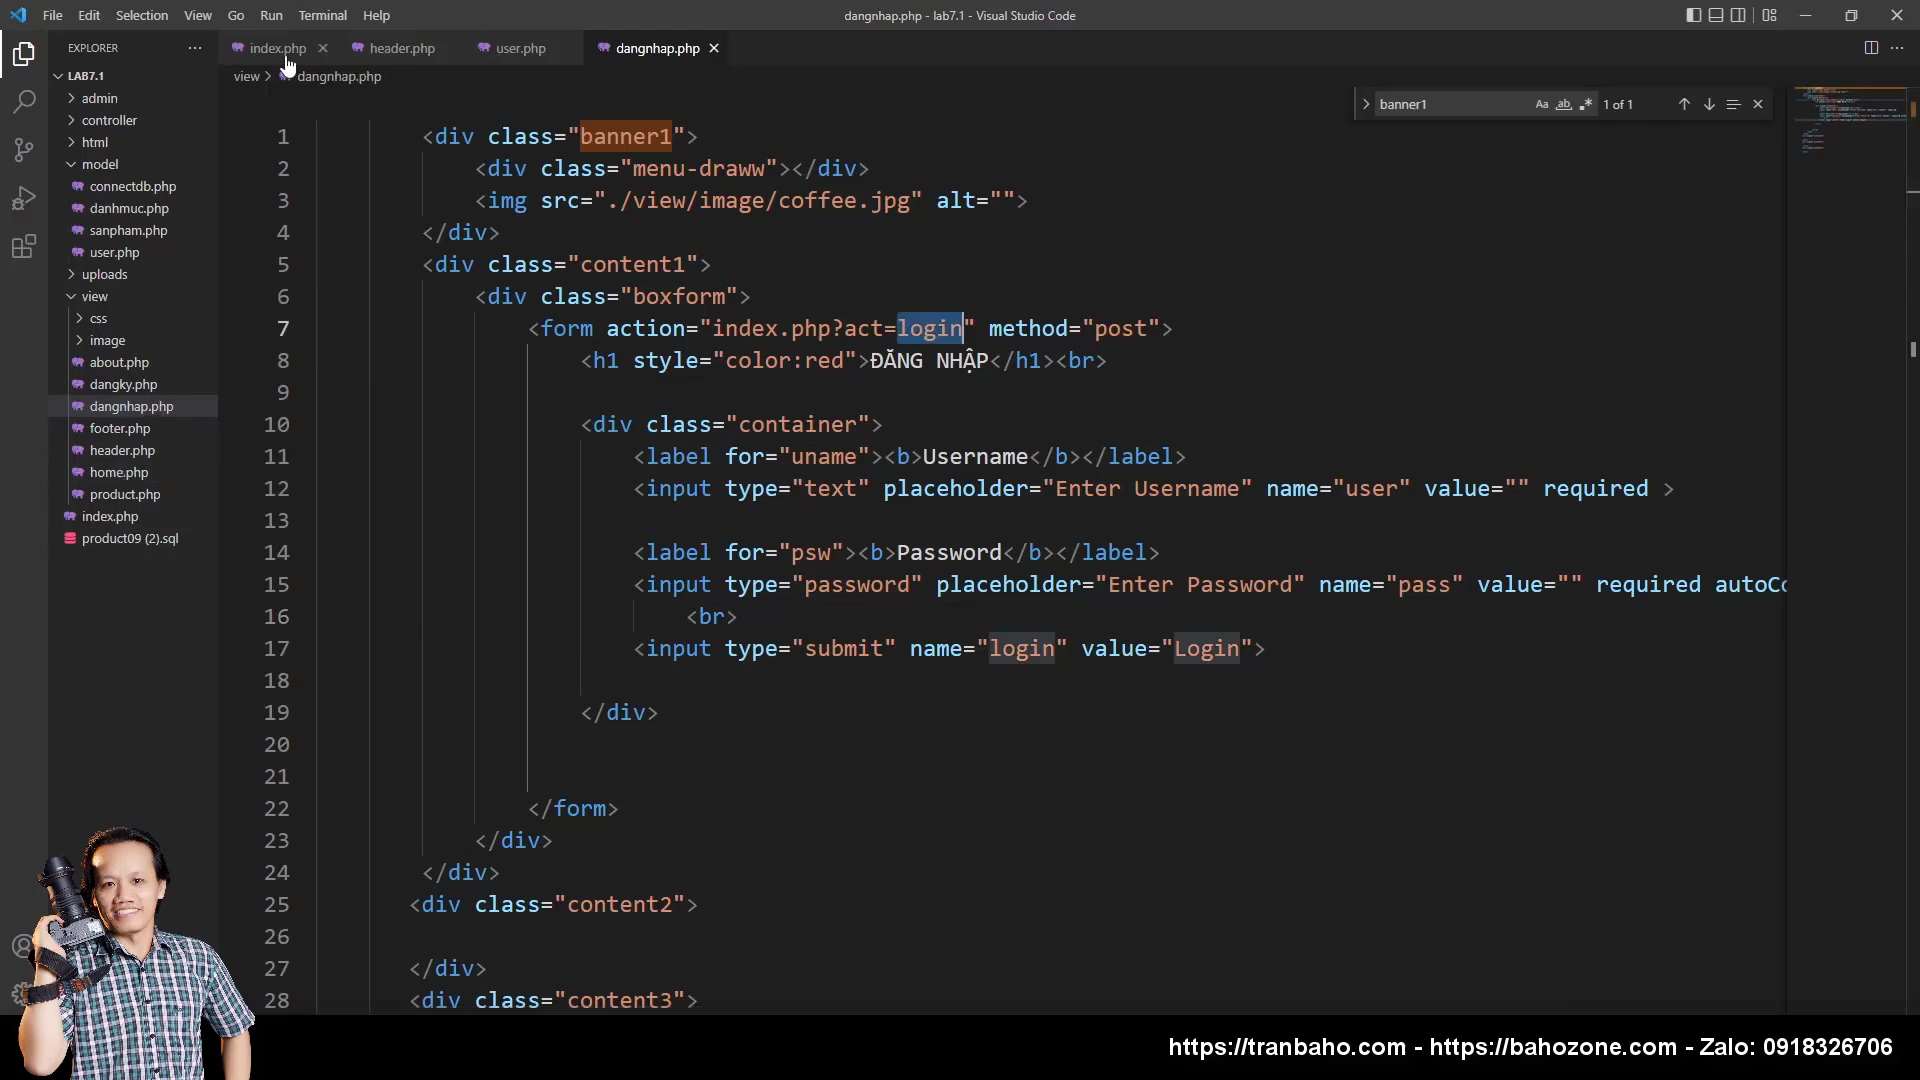 File Edit Selection View Go Run Terminal Help
dangnhap.php - lab7.1 - Visual Studio Code
EXPLORER ···
index.php header.php user.php dangnhap.php
LAB7.1
view > dangnhap.php
admin
controller
html
model
connectdb.php
danhmuc.php
sanpham.php
user.php
uploads
view
css
image
about.php
dangky.php
dangnhap.php
footer.php
header.php
home.php
product.php
index.php
product09 (2).sql
banner1 Aa ab 1 of 1
1 <div class="banner1">
2 <div class="menu-draww"></div>
3 <img src="./view/image/coffee.jpg" alt="">
4 </div>
5 <div class="content1">
6 <div class="boxform">
7 <form action="index.php?act=login" method="post">
8 <h1 style="color:red">ĐĂNG NHẬP</h1><br>
9
10 <div class="container">
11 <label for="uname"><b>Username</b></label>
12 <input type="text" placeholder="Enter Username" name="user" value="" required >
13
14 <label for="psw"><b>Password</b></label>
15 <input type="password" placeholder="Enter Password" name="pass" value="" required autoCo
16 <br>
17 <input type="submit" name="login" value="Login">
18
19 </div>
20
21
22 </form>
23 </div>
24 </div>
25 <div class="content2">
26
27 </div>
28 <div class="content3">
https://tranbaho.com - https://bahozone.com - Zalo: 0918326706